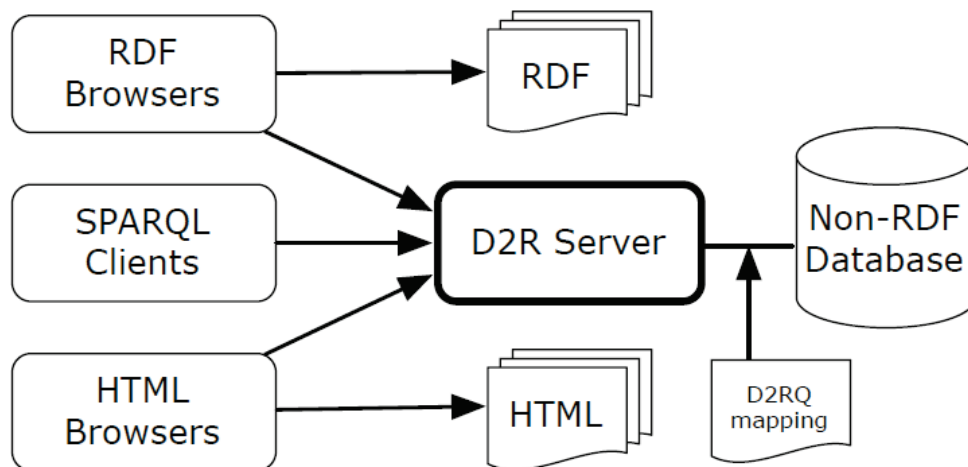 RDF
Browsers
RDF
SPARQL
Clients
D2R Server
Non-RDF
Database
HTML
Browsers
HTML
D2RQ
mapping